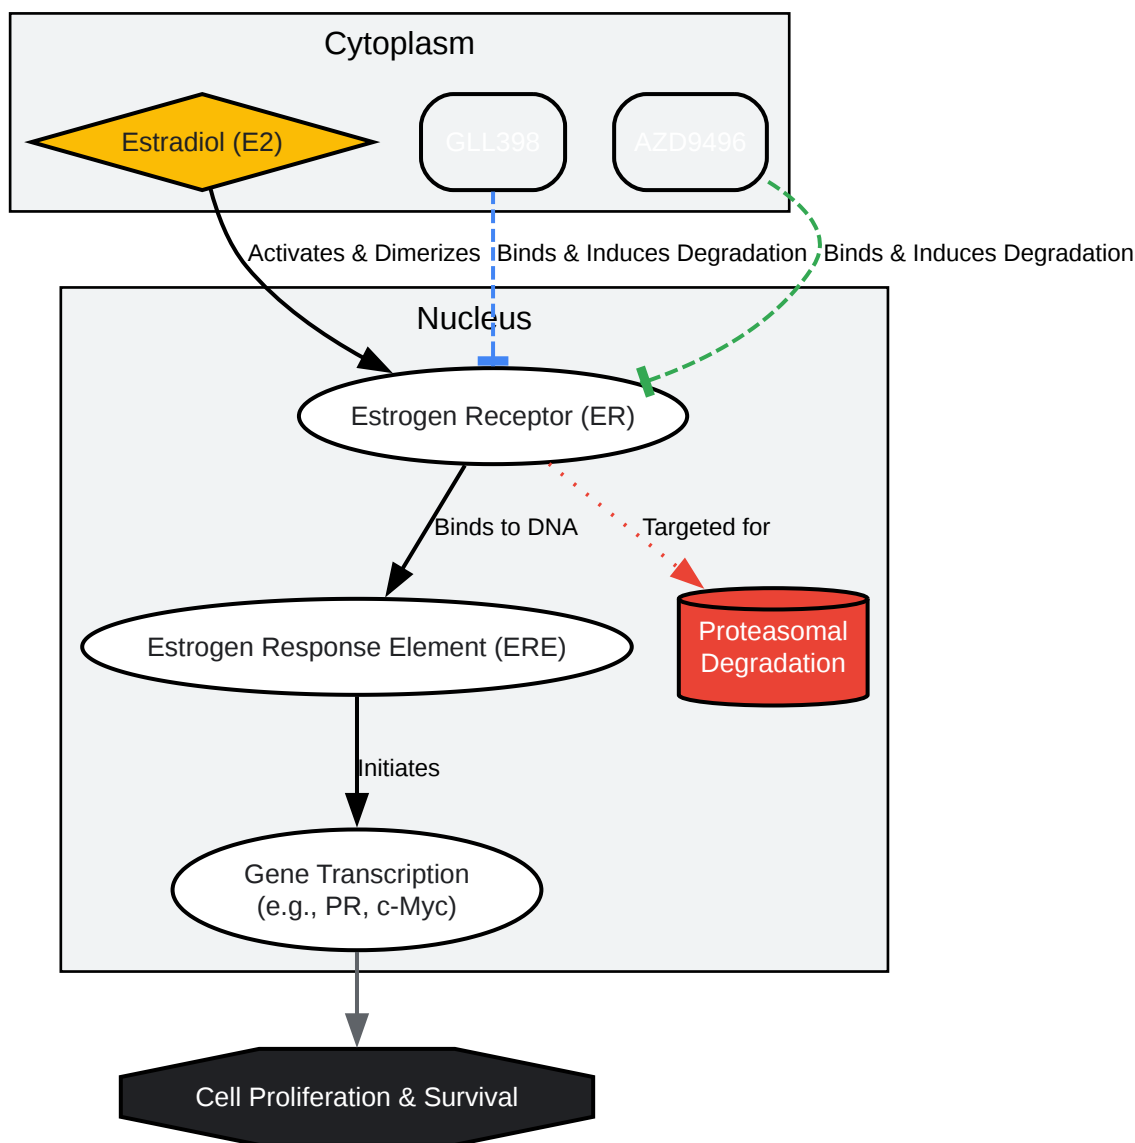 Cytoplasm
Estradiol (E2)
GLL398
AZD9496
Activates & Dimerizes
Binds & Induces Degradation
Binds & Induces Degradation
Nucleus
Estrogen Receptor (ER)
Binds to DNA
Targeted for
Estrogen Response Element (ERE)
Proteasomal
Degradation
Initiates
Gene Transcription
(e.g., PR, c-Myc)
Cell Proliferation & Survival